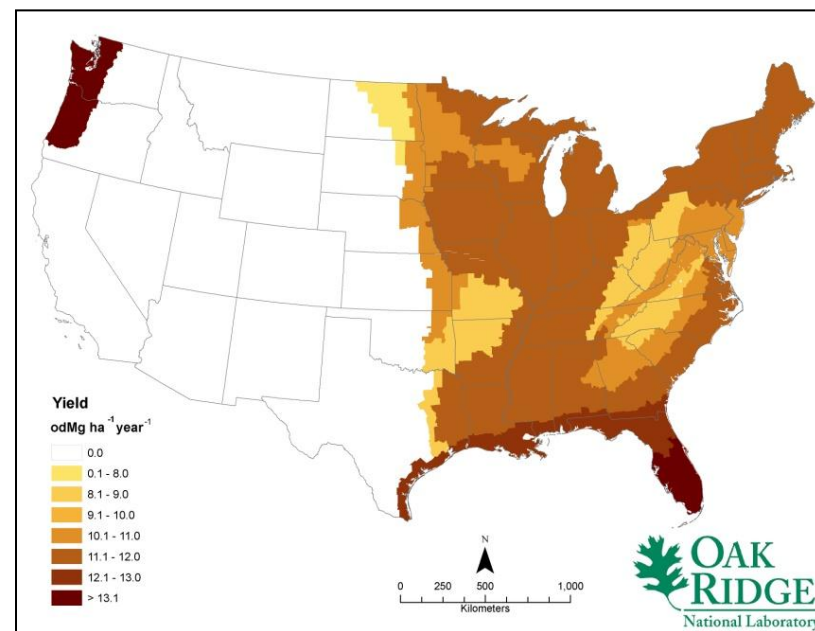 Yield
odMg ha ⁻¹ year⁻¹
0.0
0.1 - 8.0
8.1 - 9.0
9.1 - 10.0
10.1 - 11.0
11.1 - 12.0
12.1 - 13.0
> 13.1
N
0 250 500 1,000
Kilometers
OAK
RIDGE
National Laboratory